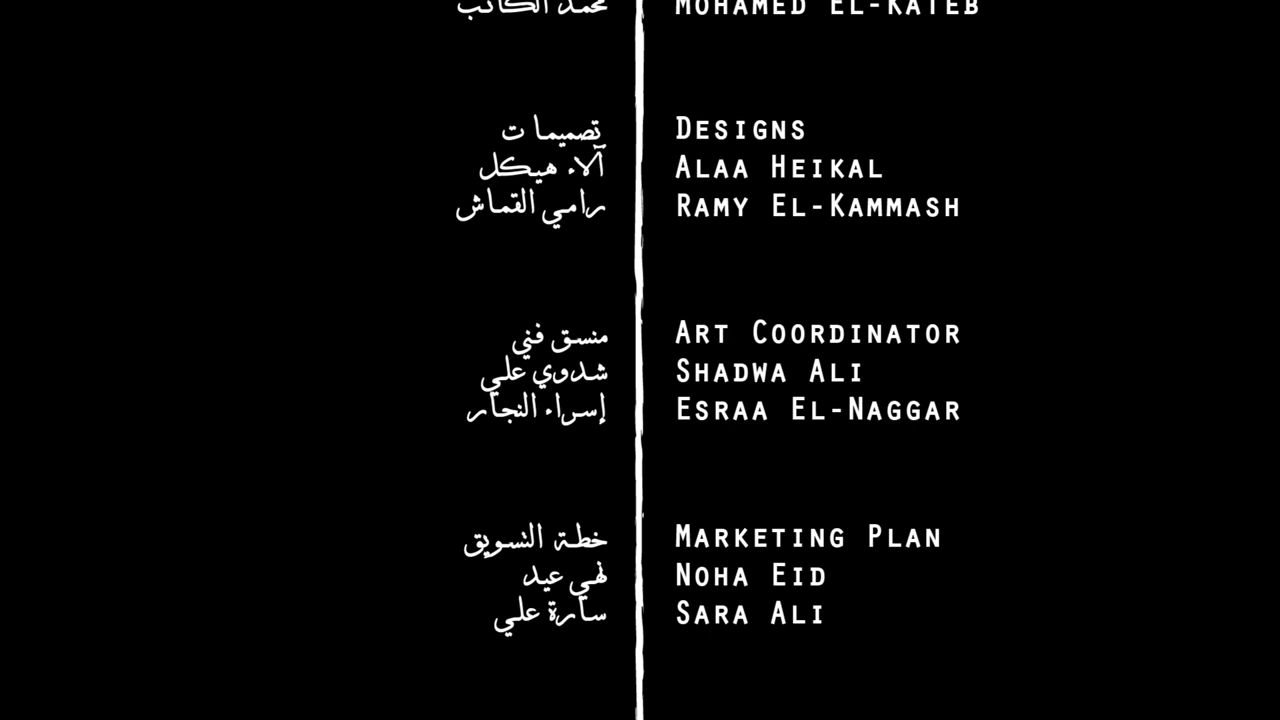 محمد الكاتب
MOHAMED EL-KATEB
تصميمات
DESIGNS
آلاء هيكل
ALAA HEIKAL
رامي القماش
RAMY EL-KAMMASH
منسق فني
ART COORDINATOR
شدوي علي
SHADWA ALI
إسراء النجار
ESRAA EL-NAGGAR
خطة التسويق
MARKETING PLAN
نهي عيد
NOHA EID
سارة علي
SARA ALI